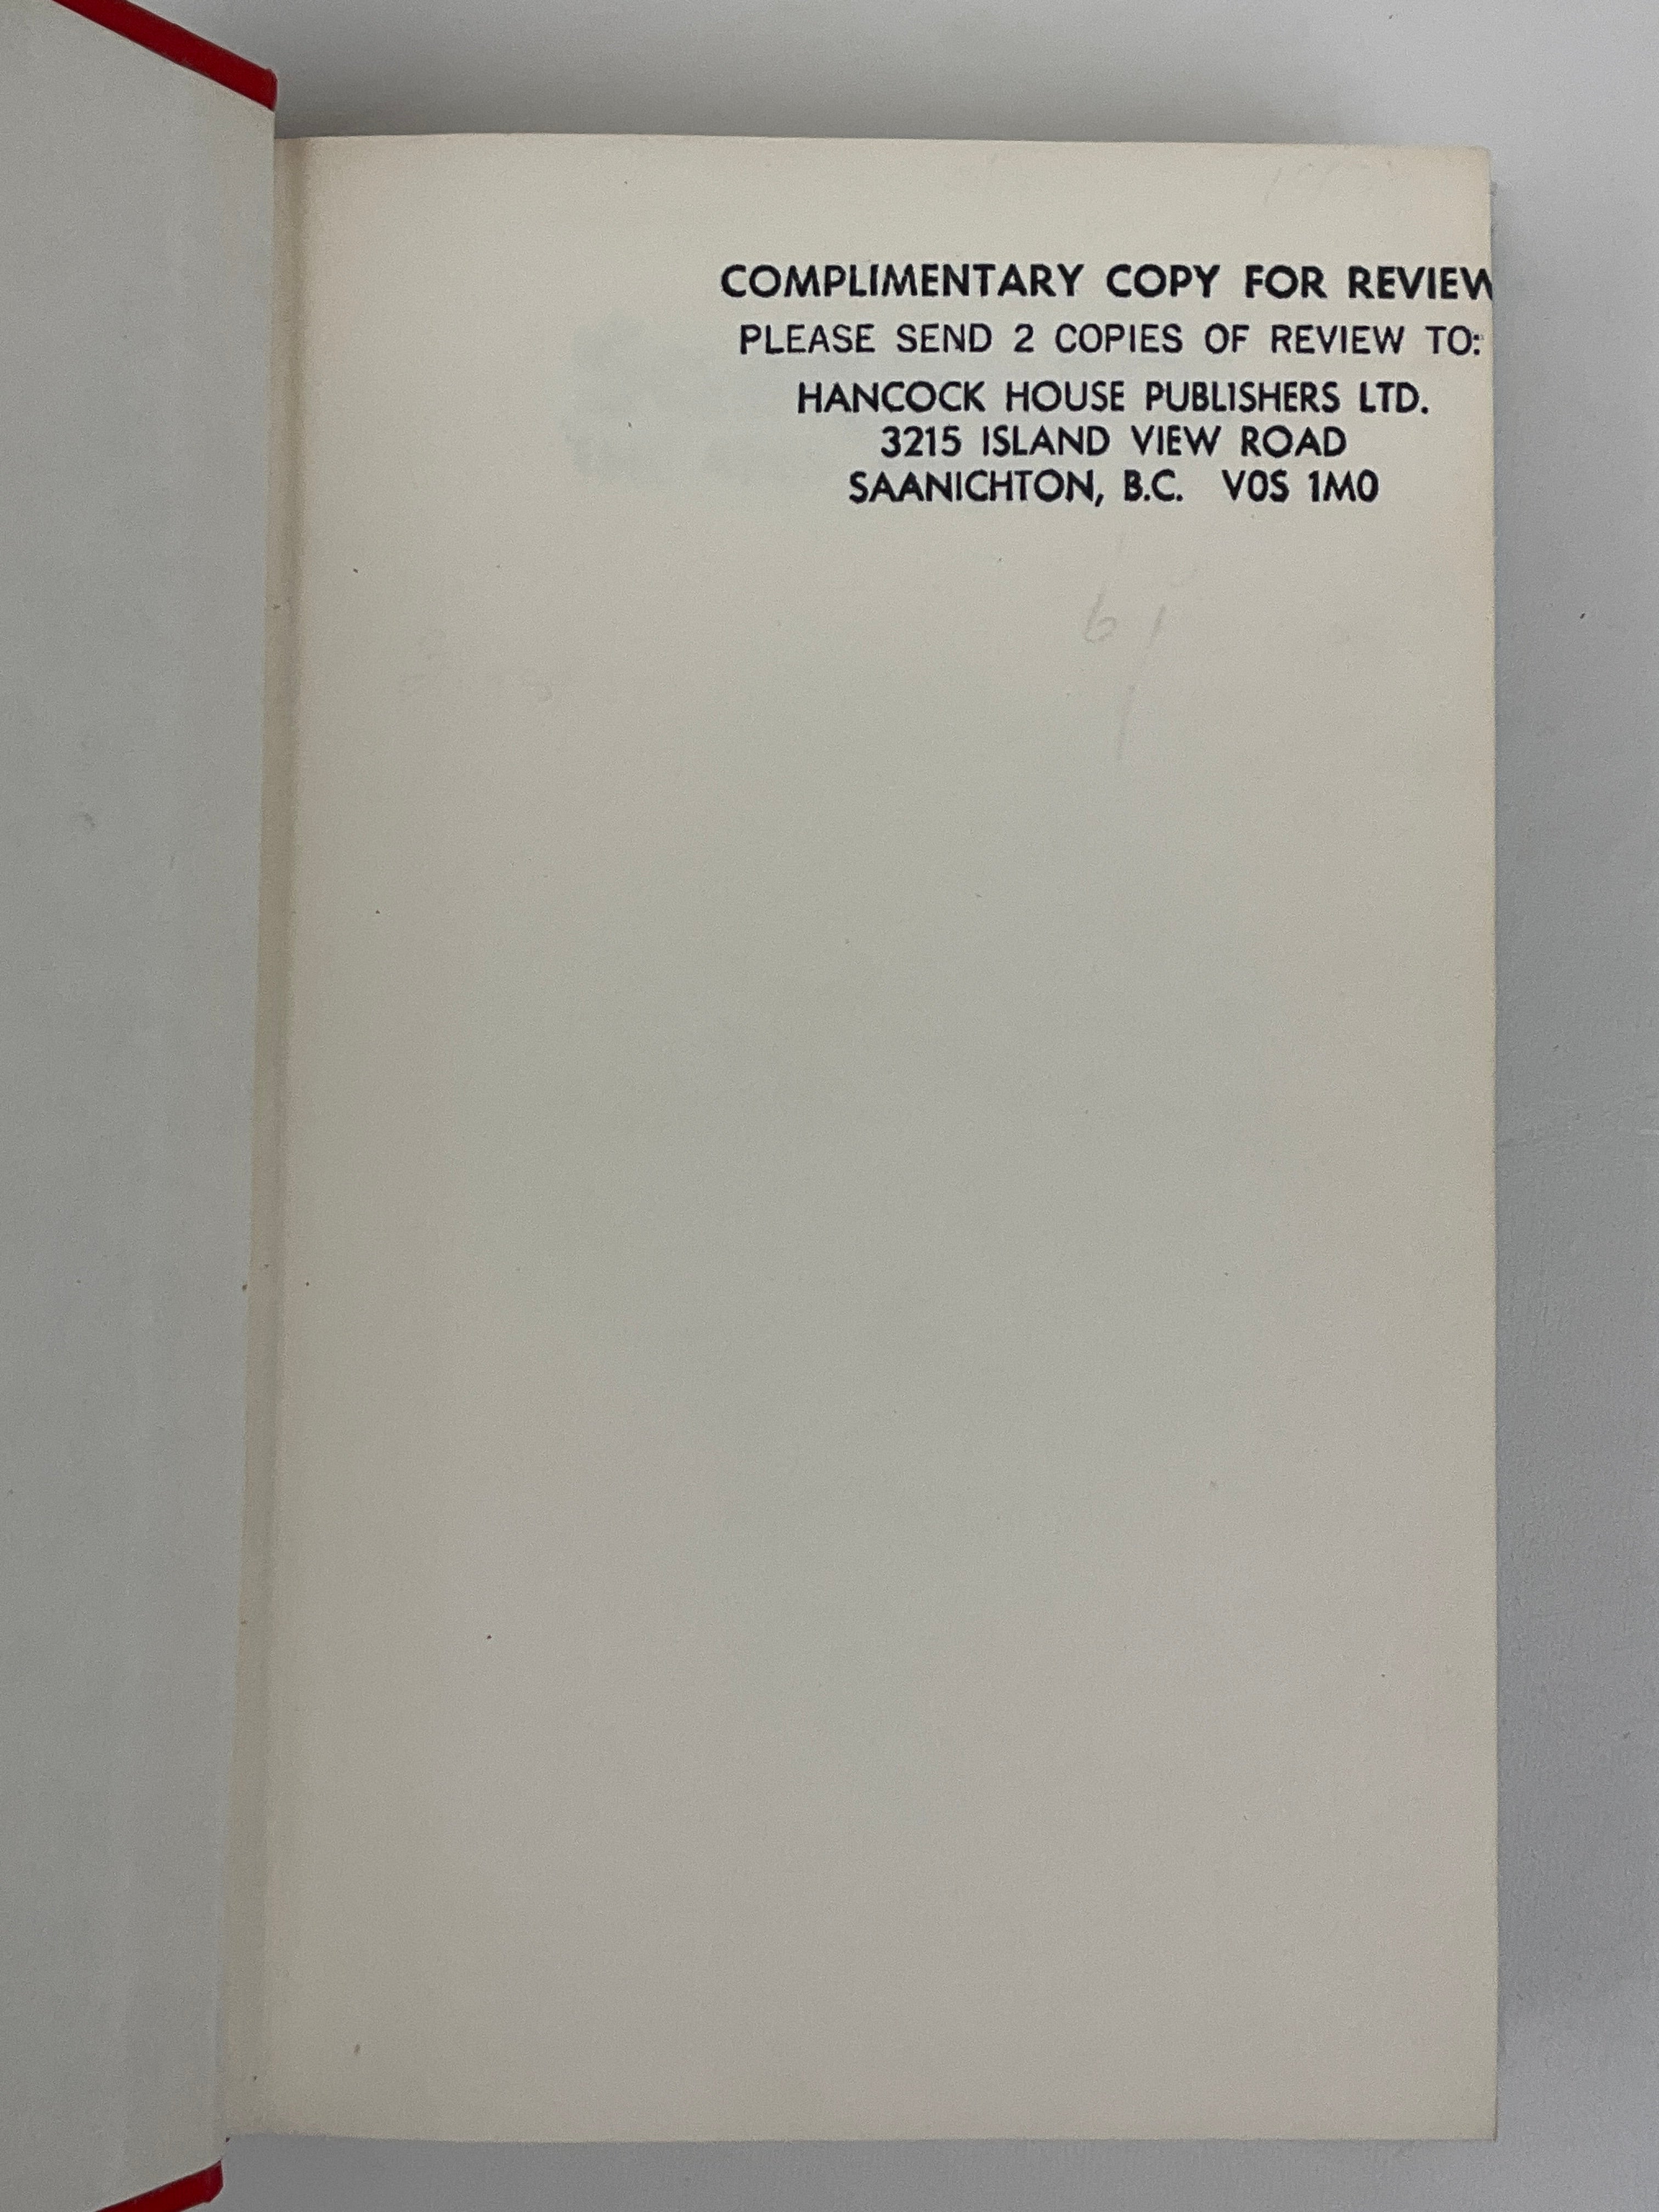 COMPLIMENTARY COPY FOR REVIEW
PLEASE SEND 2 COPIES OF REVIEW TO:
HANCOCK HOUSE PUBLISHERS LTD.
3215 ISLAND VIEW ROAD
SAANICHTON, B.C. V0S 1M0